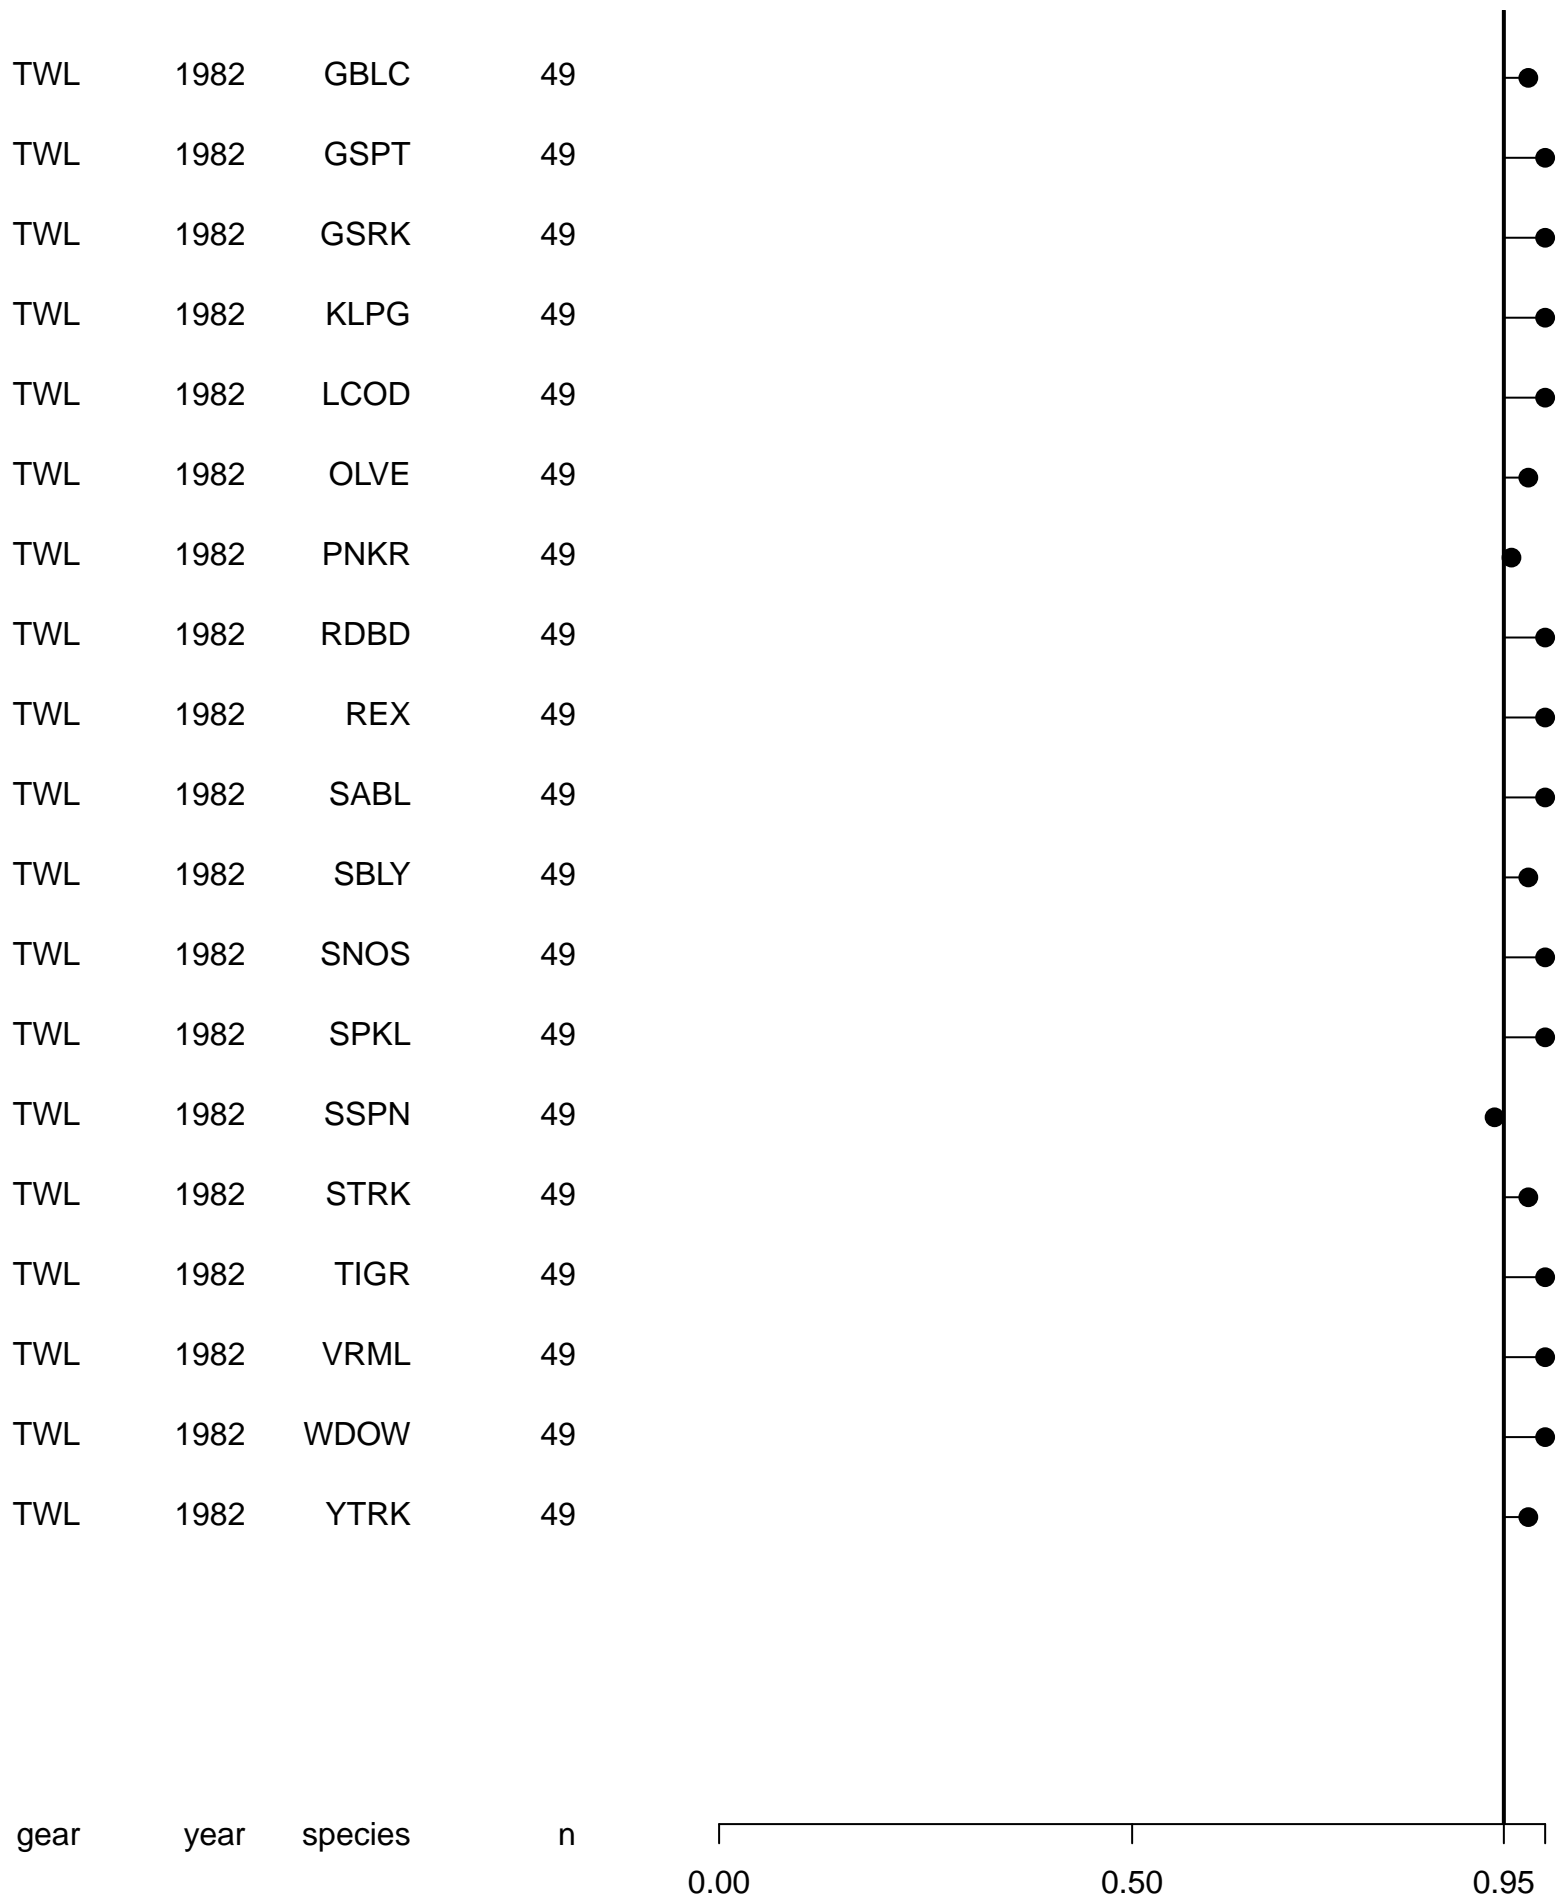 TWL 1982 GBLC 49
TWL 1982 GSPT 49
TWL 1982 GSRK 49
TWL 1982 KLPG 49
TWL 1982 LCOD 49
TWL 1982 OLVE 49
TWL 1982 PNKR 49
TWL 1982 RDBD 49
TWL 1982 REX 49
TWL 1982 SABL 49
TWL 1982 SBLY 49
TWL 1982 SNOS 49
TWL 1982 SPKL 49
TWL 1982 SSPN 49
TWL 1982 STRK 49
TWL 1982 TIGR 49
TWL 1982 VRML 49
TWL 1982 WDOW 49
TWL 1982 YTRK 49
gear year species n
0.00 0.50 0.95